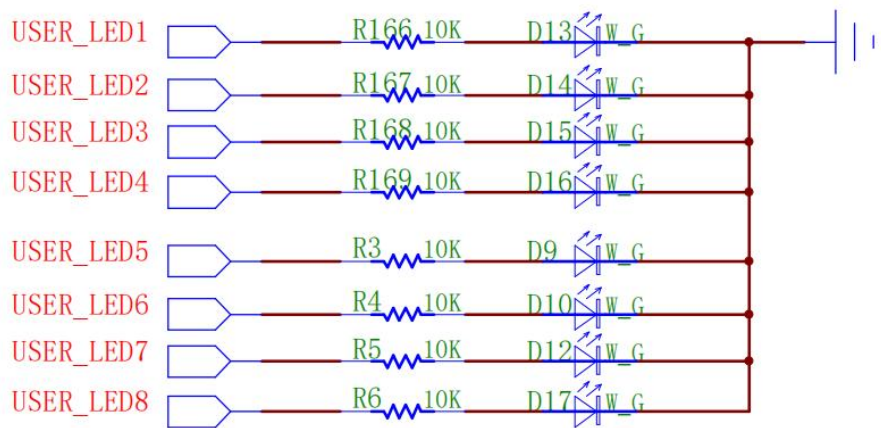 USER_LED1 R166 10K D13 W_G
USER_LED2 R167 10K D14 W_G
USER_LED3 R168 10K D15 W_G
USER_LED4 R169 10K D16 W_G
USER_LED5 R3 10K D9 W_G
USER_LED6 R4 10K D10 W_G
USER_LED7 R5 10K D12 W_G
USER_LED8 R6 10K D17 W_G